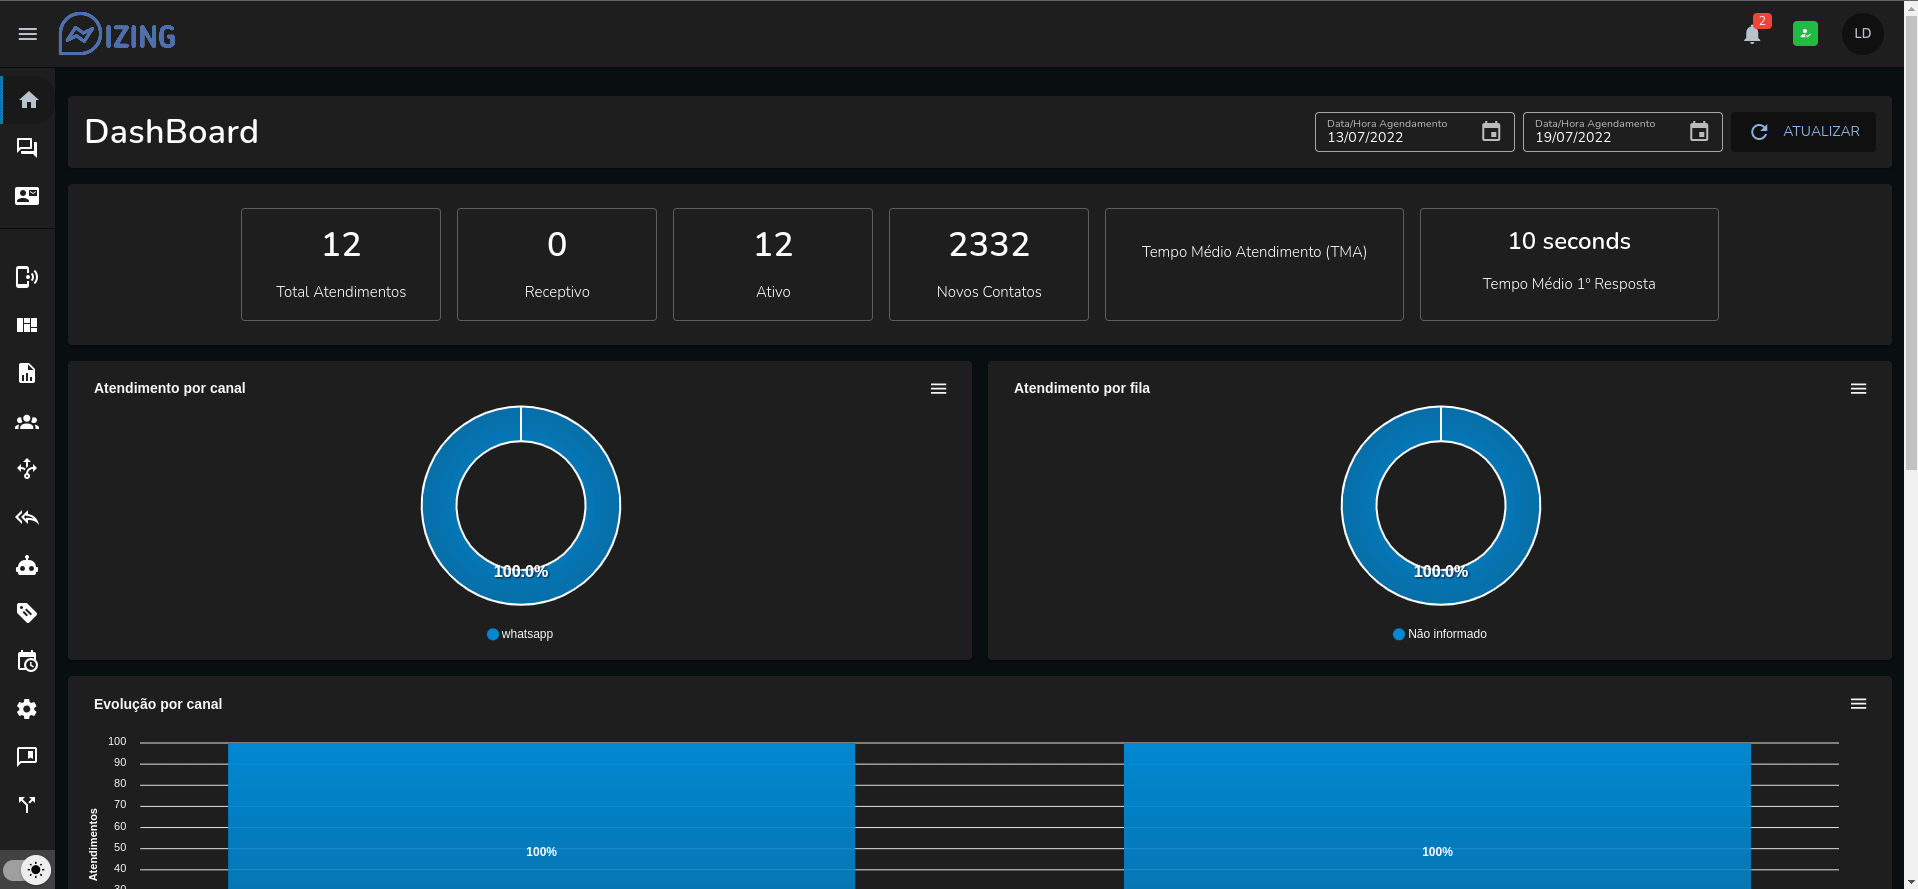 IZING
2
LD
DashBoard
Data/Hora Agendamento
13/07/2022
Data/Hora Agendamento
19/07/2022
ATUALIZAR
12
Total Atendimentos
0
Receptivo
12
Ativo
2332
Novos Contatos
Tempo Médio Atendimento (TMA)
10 seconds
Tempo Médio 1º Resposta
Atendimento por canal
100.0%
whatsapp
Atendimento por fila
100.0%
Não informado
Evolução por canal
Atendimentos
100
90
80
70
60
50
40
30
100%
100%